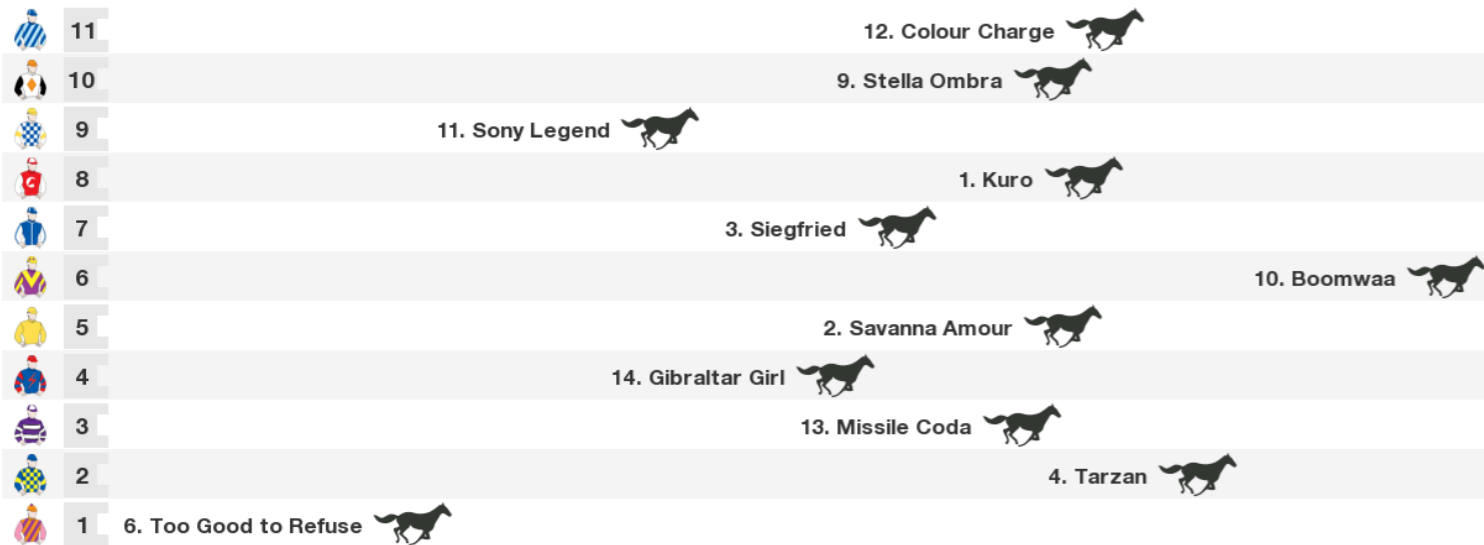 11 12. Colour Charge
10 9. Stella Ombra
9 11. Sony Legend
8 1. Kuro
7 3. Siegfried
6 10. Boomwaa
5 2. Savanna Amour
4 14. Gibraltar Girl
3 13. Missile Coda
2 4. Tarzan
1 6. Too Good to Refuse